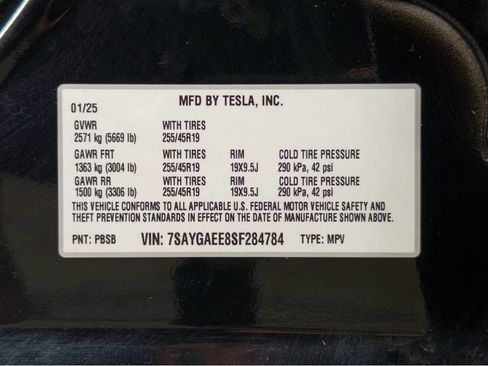 01/25 MFD BY TESLA, INC.
GVWR WITH TIRES
2571 kg (5669 lb) 255/45R19
GAWR FRT WITH TIRES RIM COLD TIRE PRESSURE
1363 kg (3004 lb) 255/45R19 19X9.5J 290 kPa, 42 psi
GAWR RR WITH TIRES RIM COLD TIRE PRESSURE
1500 kg (3306 lb) 255/45R19 19X9.5J 290 kPa, 42 psi
THIS VEHICLE CONFORMS TO ALL APPLICABLE U.S. FEDERAL MOTOR VEHICLE SAFETY AND
THEFT PREVENTION STANDARDS IN EFFECT ON THE DATE OF MANUFACTURE SHOWN ABOVE.
PNT: PBSB VIN: 7SAYGAEE8SF284784 TYPE: MPV